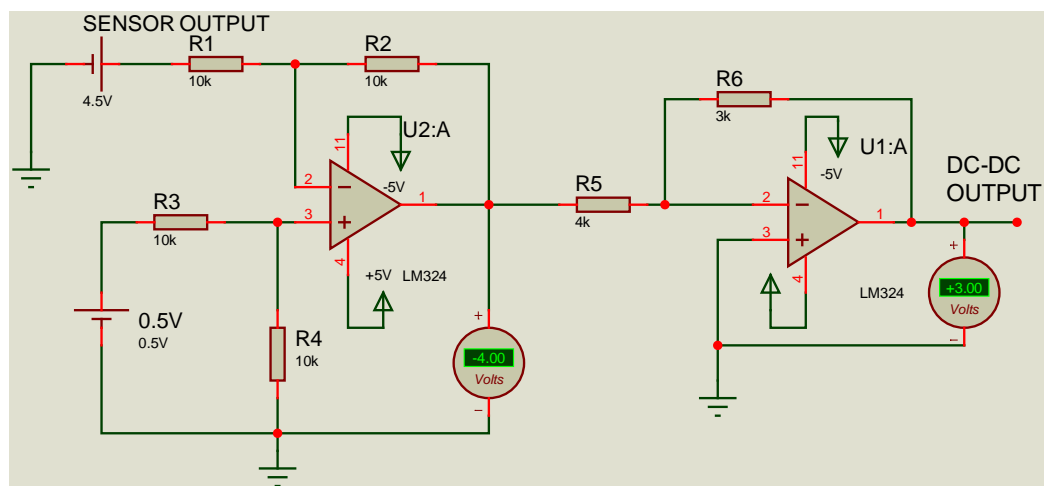 SENSOR OUTPUT
R1
10k
4.5V
R2
10k
U2:A
11
-5V
2
3
1
4
+5V
LM324
R3
10k
0.5V
0.5V
R4
10k
+
-4.00
Volts
R5
4k
R6
3k
U1:A
11
-5V
2
3
1
4
LM324
DC-DC
OUTPUT
+
+3.00
Volts